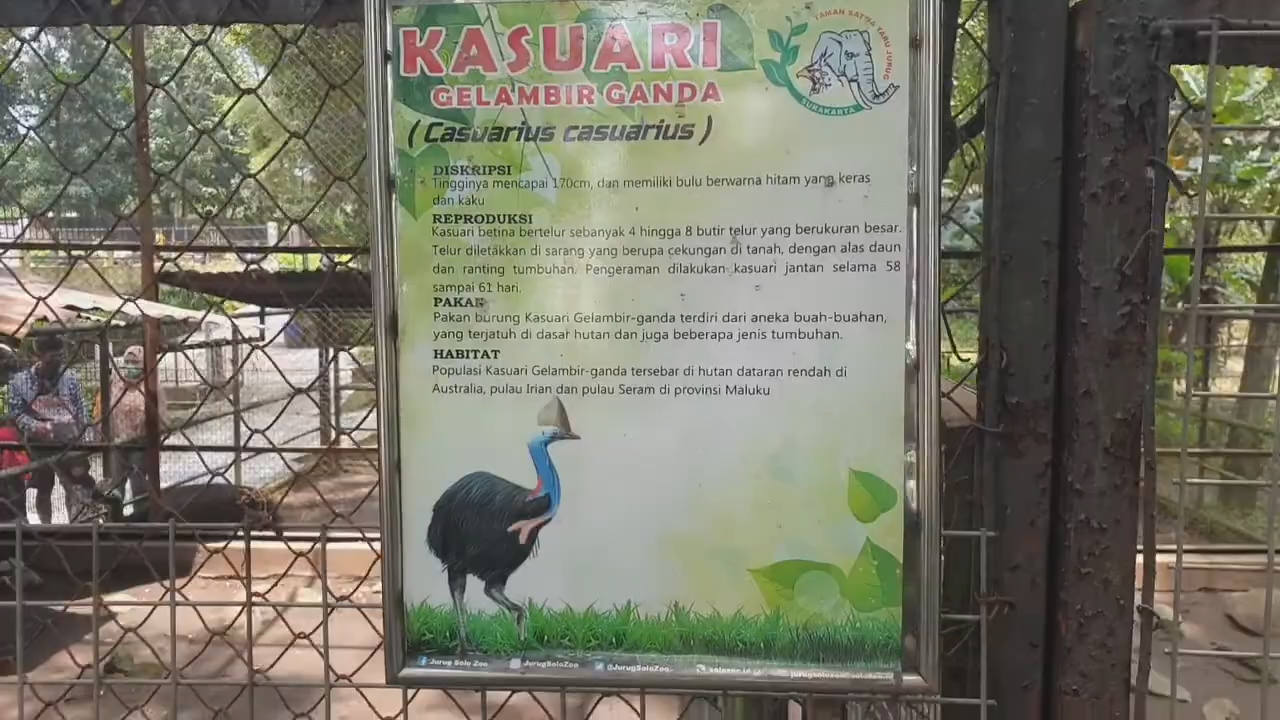 KASUARI
GELAMBIR GANDA
(Casuarius casuarius)
TAMAN SATWA TARU JURUG
SURAKARTA
DISKRIPSI
Tingginya mencapai 170cm, dan memiliki bulu berwarna hitam yang keras
dan kaku
REPRODUKSI
Kasuari betina bertelur sebanyak 4 hingga 8 butir telur yang berukuran besar.
Telur diletakkan di sarang yang berupa cekungan di tanah, dengan alas daun
dan ranting tumbuhan. Pengeraman dilakukan kasuari jantan selama 58
sampai 61 hari.
PAKAN
Pakan burung Kasuari Gelambir-ganda terdiri dari aneka buah-buahan,
yang terjatuh di dasar hutan dan juga beberapa jenis tumbuhan.
HABITAT
Populasi Kasuari Gelambir-ganda tersebar di hutan dataran rendah di
Australia, pulau Irian dan pulau Seram di provinsi Maluku
Jurug Solo Zoo JurugSoloZoo @JurugSoloZoo solozoo.id